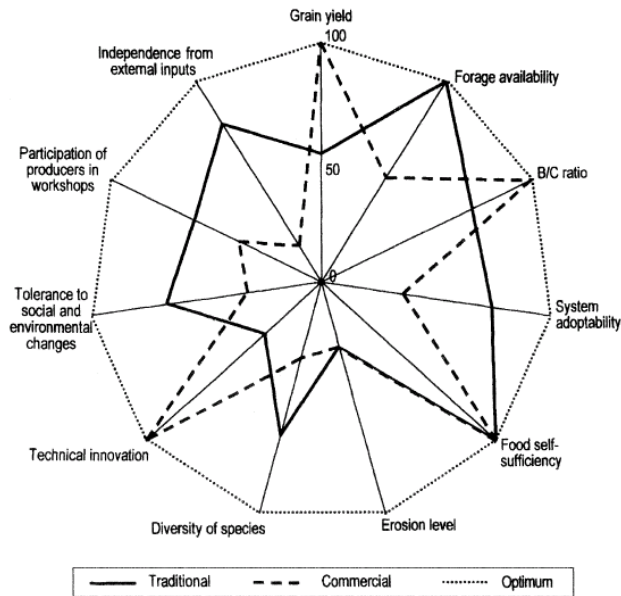 Grain yield
100
Independence from
external inputs
Forage availability
Participation of
producers in
workshops
50
B/C ratio
0
Tolerance to
social and
environmental
changes
System
adoptability
Technical innovation
Food self-
sufficiency
Diversity of species
Erosion level
Traditional
Commercial
Optimum